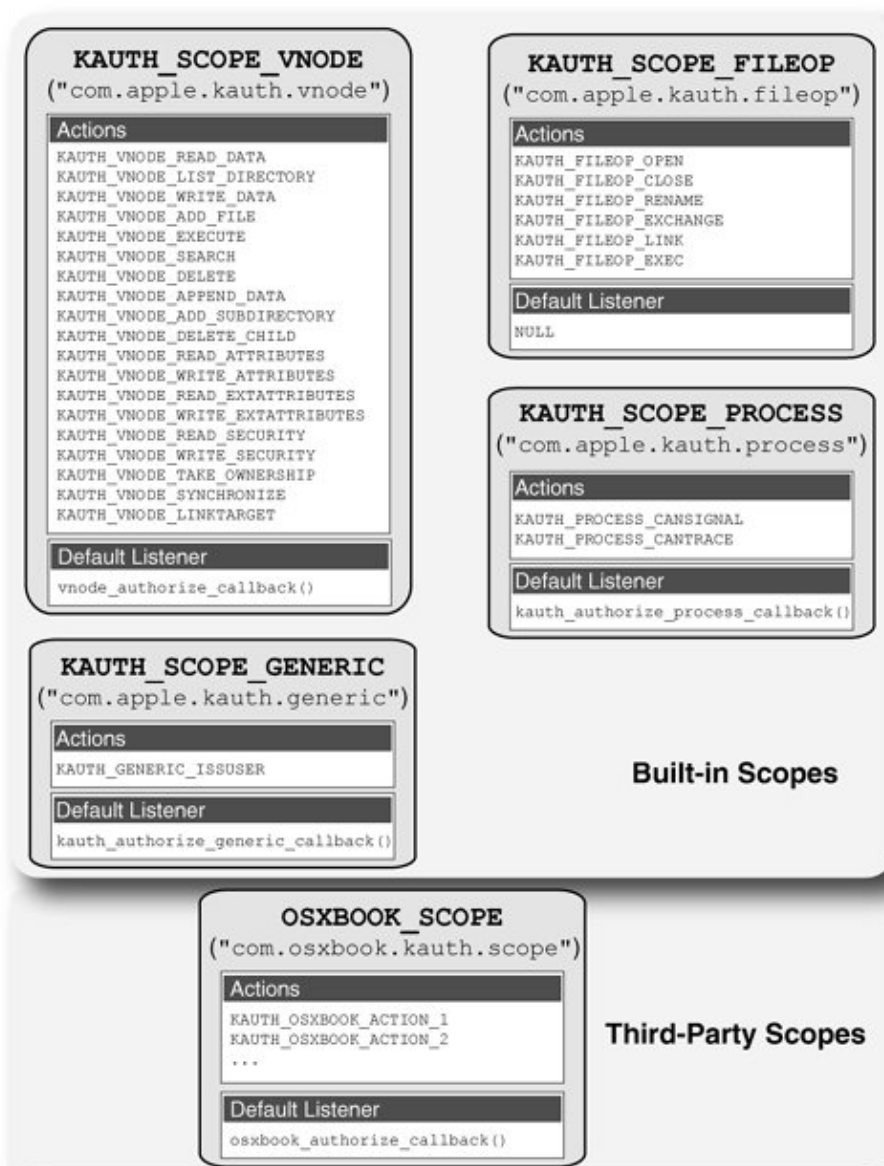 KAUTH_SCOPE_VNODE
("com.apple.kauth.vnode")
Actions
KAUTH_VNODE_READ_DATA
KAUTH_VNODE_LIST_DIRECTORY
KAUTH_VNODE_WRITE_DATA
KAUTH_VNODE_ADD_FILE
KAUTH_VNODE_EXECUTE
KAUTH_VNODE_SEARCH
KAUTH_VNODE_DELETE
KAUTH_VNODE_APPEND_DATA
KAUTH_VNODE_ADD_SUBDIRECTORY
KAUTH_VNODE_DELETE_CHILD
KAUTH_VNODE_READ_ATTRIBUTES
KAUTH_VNODE_WRITE_ATTRIBUTES
KAUTH_VNODE_READ_EXTATTRIBUTES
KAUTH_VNODE_WRITE_EXTATTRIBUTES
KAUTH_VNODE_READ_SECURITY
KAUTH_VNODE_WRITE_SECURITY
KAUTH_VNODE_TAKE_OWNERSHIP
KAUTH_VNODE_SYNCHRONIZE
KAUTH_VNODE_LINKTARGET
Default Listener
vnode_authorize_callback()
KAUTH_SCOPE_FILEOP
("com.apple.kauth.fileop")
Actions
KAUTH_FILEOP_OPEN
KAUTH_FILEOP_CLOSE
KAUTH_FILEOP_RENAME
KAUTH_FILEOP_EXCHANGE
KAUTH_FILEOP_LINK
KAUTH_FILEOP_EXEC
Default Listener
NULL
KAUTH_SCOPE_PROCESS
("com.apple.kauth.process")
Actions
KAUTH_PROCESS_CANSIGNAL
KAUTH_PROCESS_CANTRACE
Default Listener
kauth_authorize_process_callback()
KAUTH_SCOPE_GENERIC
("com.apple.kauth.generic")
Actions
KAUTH_GENERIC_ISSUSER
Default Listener
kauth_authorize_generic_callback()
Built-in Scopes
OSXBOOK_SCOPE
("com.osxbook.kauth.scope")
Actions
KAUTH_OSXBOOK_ACTION_1
KAUTH_OSXBOOK_ACTION_2
...
Default Listener
osxbook_authorize_callback()
Third-Party Scopes